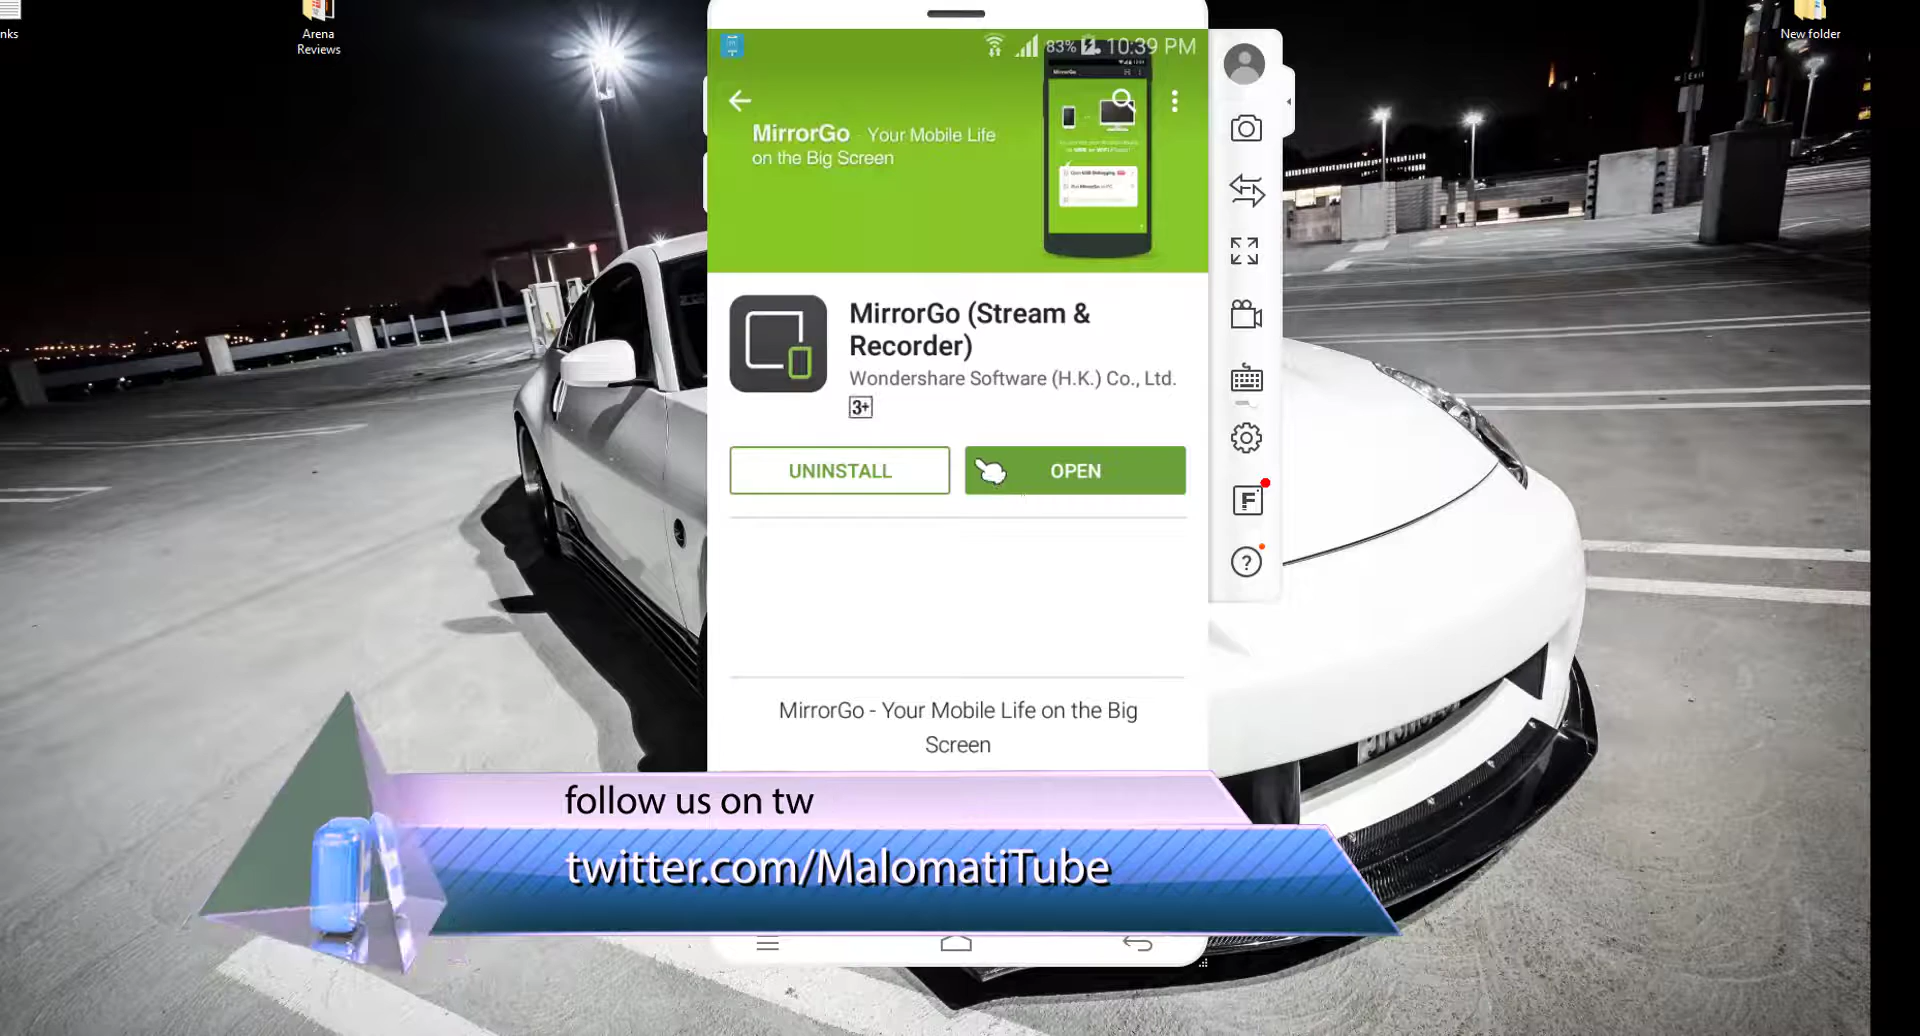 nks
Arena
Reviews
New folder
83%
10:39 PM
MirrorGo - Your Mobile Life
on the Big Screen
MirrorGo
MirrorGo (Stream &
Recorder)
Wondershare Software (H.K.) Co., Ltd.
3+
UNINSTALL
OPEN
F
?
MirrorGo - Your Mobile Life on the Big
Screen
follow us on tw
twitter.com/MalomatiTube